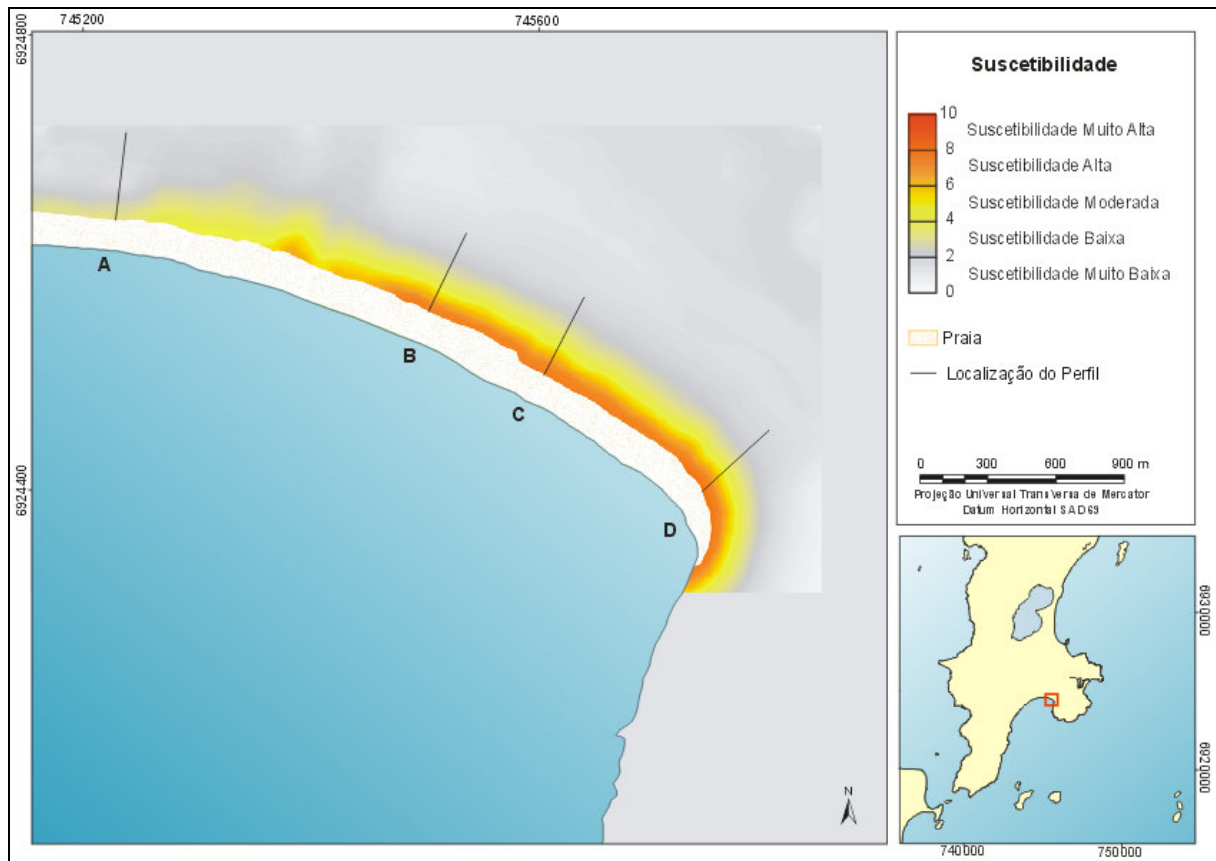 745200
745600
6924800
6924400
A
B
C
D
N
Suscetibilidade
10
Suscetibilidade Muito Alta
8
Suscetibilidade Alta
6
Suscetibilidade Moderada
4
Suscetibilidade Baixa
2
Suscetibilidade Muito Baixa
0
Praia
Localização do Perfil
0 300 600 900 m
Projeção Universal Transversa de Mercator
Datum Horizontal SAD69
6930000
6920000
740000
750000